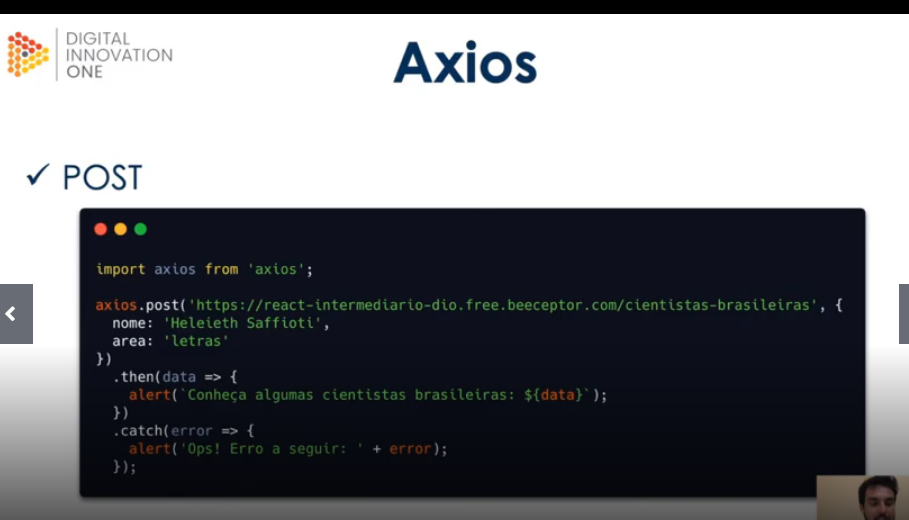 DIGITAL
INNOVATION
ONE
Axios
✓ POST
import axios from 'axios';
axios.post('https://react-intermediario-dio.free.beeceptor.com/cientistas-brasileiras', {
nome: 'Heleieth Saffioti',
area: 'letras'
})
.then(data => {
alert(`Conheça algumas cientistas brasileiras: ${data}`);
})
.catch(error => {
alert('Ops! Erro a seguir: ' + error);
});